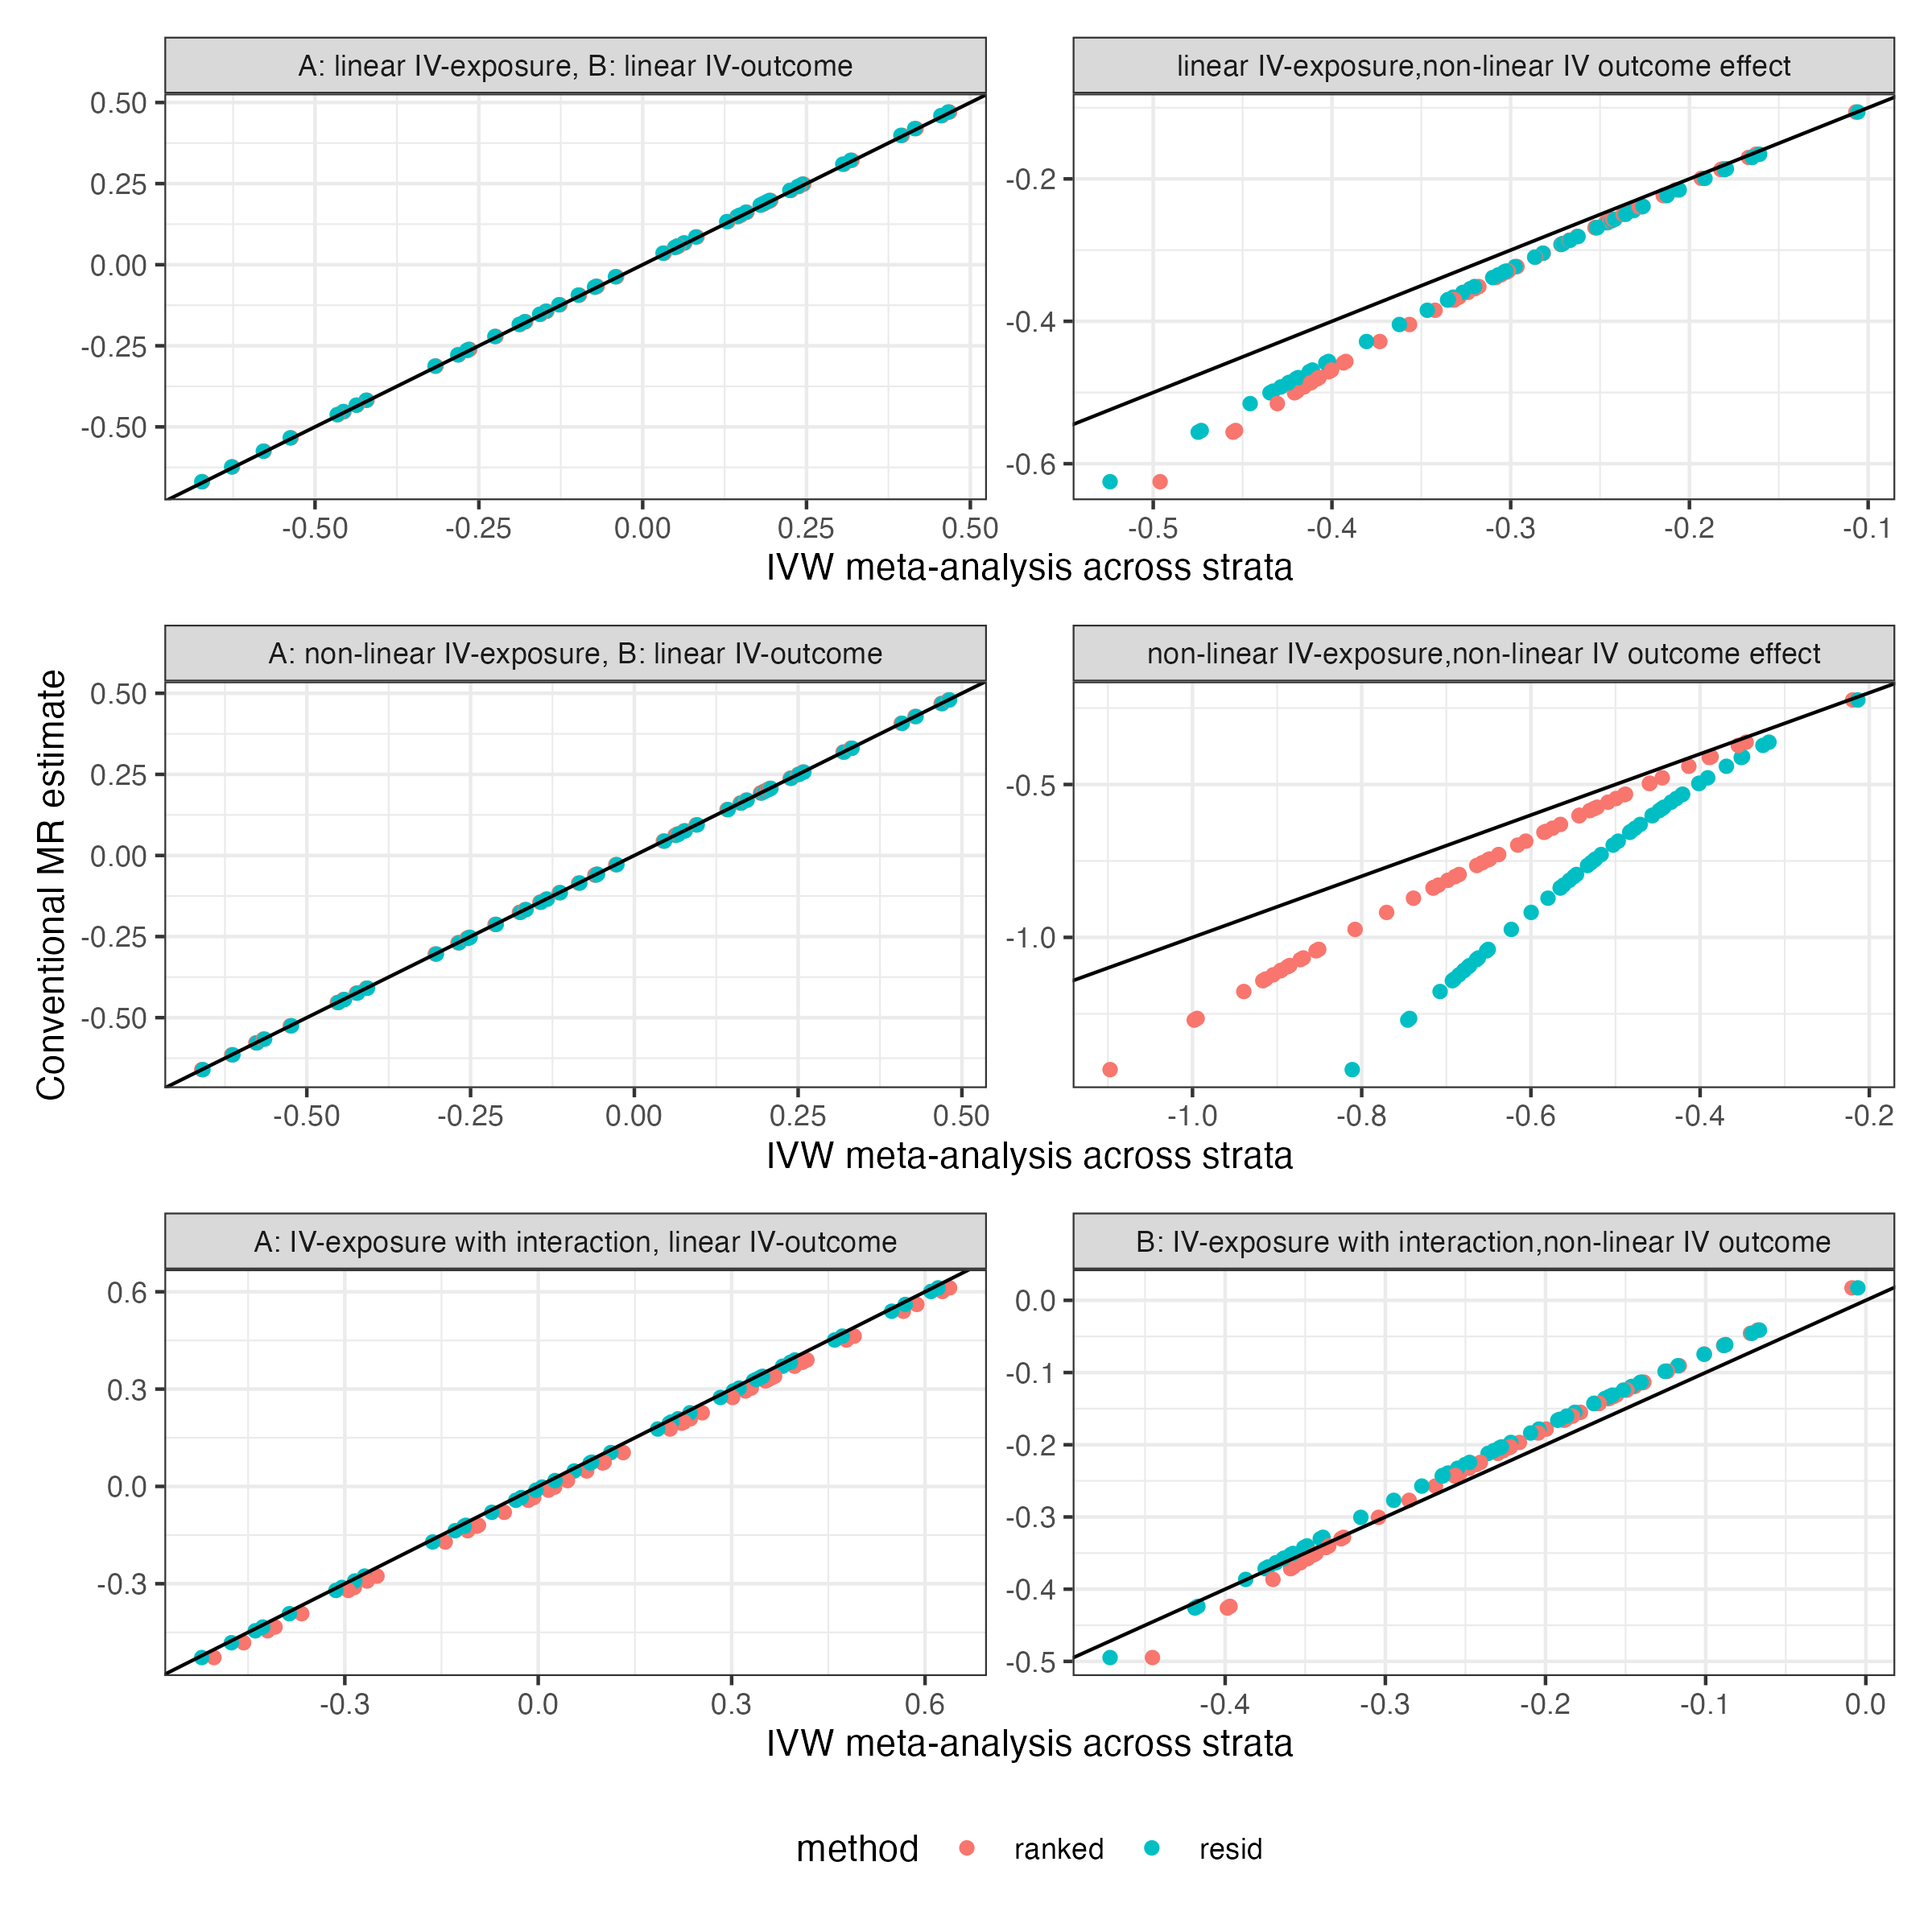 A: linear IV-exposure, B: linear IV-outcome
linear IV-exposure,non-linear IV outcome effect
0.50
0.25
0.00
-0.25
-0.50
-0.50 -0.25 0.00 0.25 0.50
-0.2
-0.4
-0.6
-0.5 -0.4 -0.3 -0.2 -0.1
IVW meta-analysis across strata
Conventional MR estimate
A: non-linear IV-exposure, B: linear IV-outcome
non-linear IV-exposure,non-linear IV outcome effect
0.50
0.25
0.00
-0.25
-0.50
-0.50 -0.25 0.00 0.25 0.50
-0.5
-1.0
-1.0 -0.8 -0.6 -0.4 -0.2
IVW meta-analysis across strata
A: IV-exposure with interaction, linear IV-outcome
B: IV-exposure with interaction,non-linear IV outcome
0.6
0.3
0.0
-0.3
-0.3 0.0 0.3 0.6
0.0
-0.1
-0.2
-0.3
-0.4
-0.5
-0.4 -0.3 -0.2 -0.1 0.0
IVW meta-analysis across strata
method ranked resid